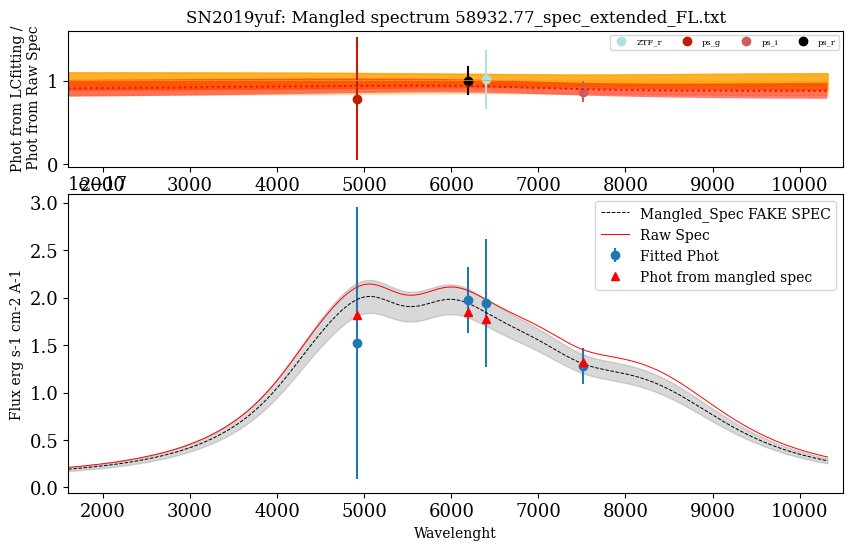 SN2019yuf: Mangled spectrum 58932.77_spec_extended_FL.txt
Phot from LCfitting /
Phot from Raw Spec
ZTF_r ps_g ps_i ps_r
1
0
2000 3000 4000 5000 6000 7000 8000 9000 10000
3.0
2.5
2.0
1.5
1.0
0.5
0.0
Flux erg s-1 cm-2 A-1
Mangled_Spec FAKE SPEC
Raw Spec
Fitted Phot
Phot from mangled spec
2000 3000 4000 5000 6000 7000 8000 9000 10000
Wavelenght